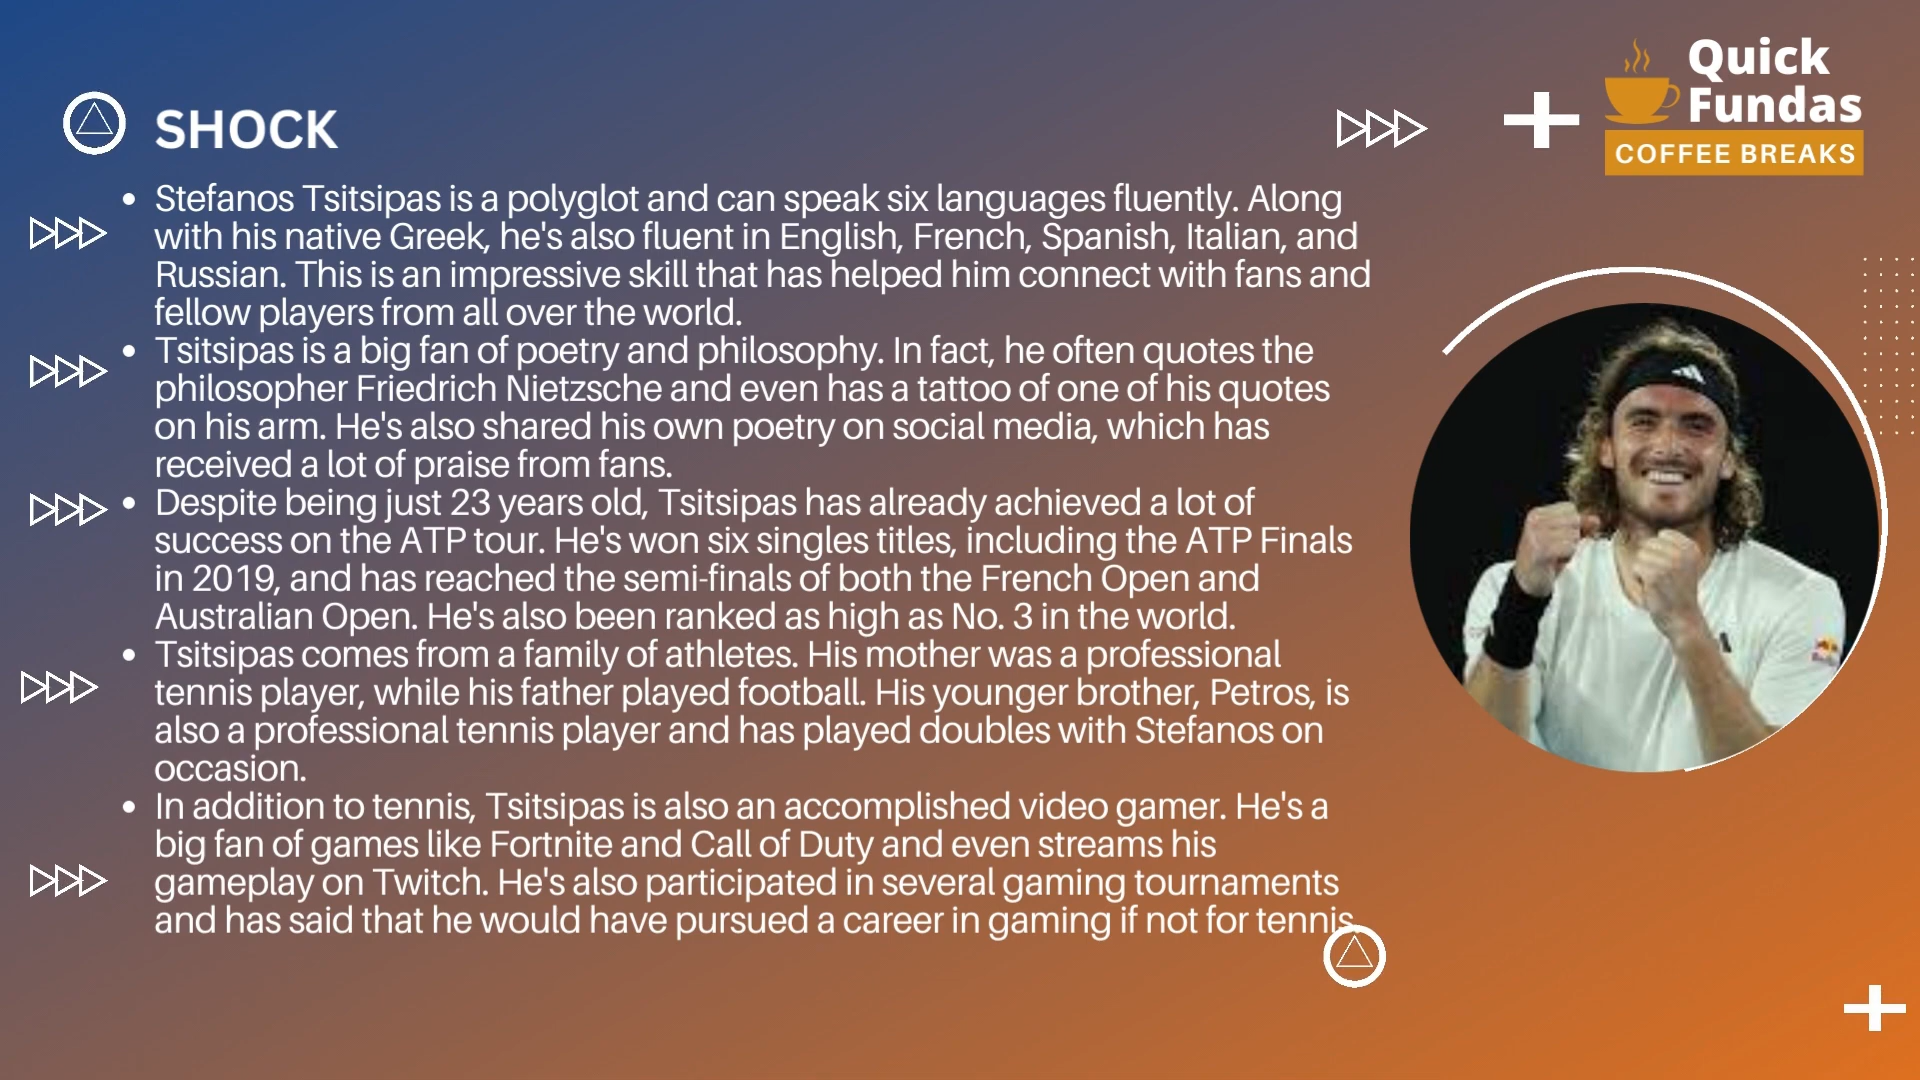 Quick
Fundas
COFFEE BREAKS
SHOCK
• Stefanos Tsitsipas is a polyglot and can speak six languages fluently. Along
with his native Greek, he's also fluent in English, French, Spanish, Italian, and
Russian. This is an impressive skill that has helped him connect with fans and
fellow players from all over the world.
• Tsitsipas is a big fan of poetry and philosophy. In fact, he often quotes the
philosopher Friedrich Nietzsche and even has a tattoo of one of his quotes
on his arm. He's also shared his own poetry on social media, which has
received a lot of praise from fans.
• Despite being just 23 years old, Tsitsipas has already achieved a lot of
success on the ATP tour. He's won six singles titles, including the ATP Finals
in 2019, and has reached the semi-finals of both the French Open and
Australian Open. He's also been ranked as high as No. 3 in the world.
• Tsitsipas comes from a family of athletes. His mother was a professional
tennis player, while his father played football. His younger brother, Petros, is
also a professional tennis player and has played doubles with Stefanos on
occasion.
• In addition to tennis, Tsitsipas is also an accomplished video gamer. He's a
big fan of games like Fortnite and Call of Duty and even streams his
gameplay on Twitch. He's also participated in several gaming tournaments
and has said that he would have pursued a career in gaming if not for tennis.